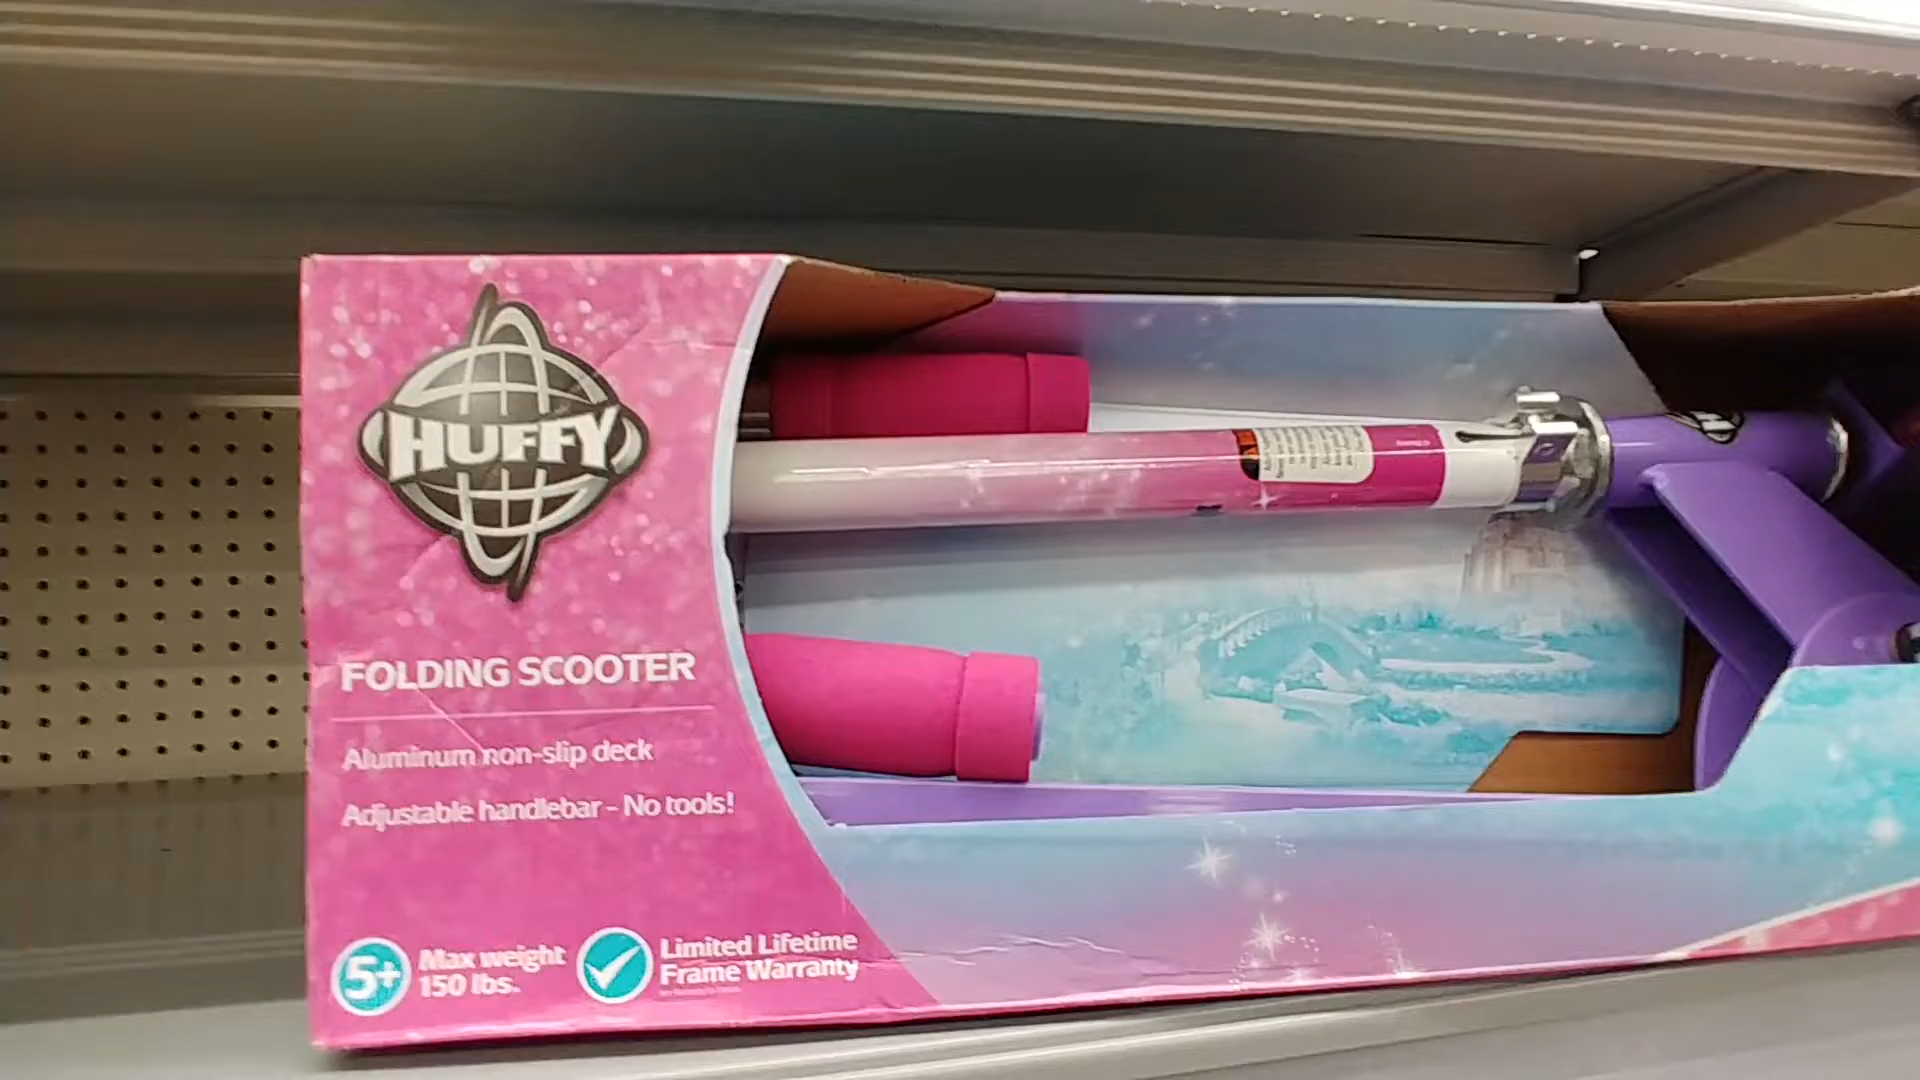 HUFFY
FOLDING SCOOTER
Aluminum non-slip deck
Adjustable handlebar - No tools!
5+
Max weight
150 lbs.
Limited Lifetime
Frame Warranty